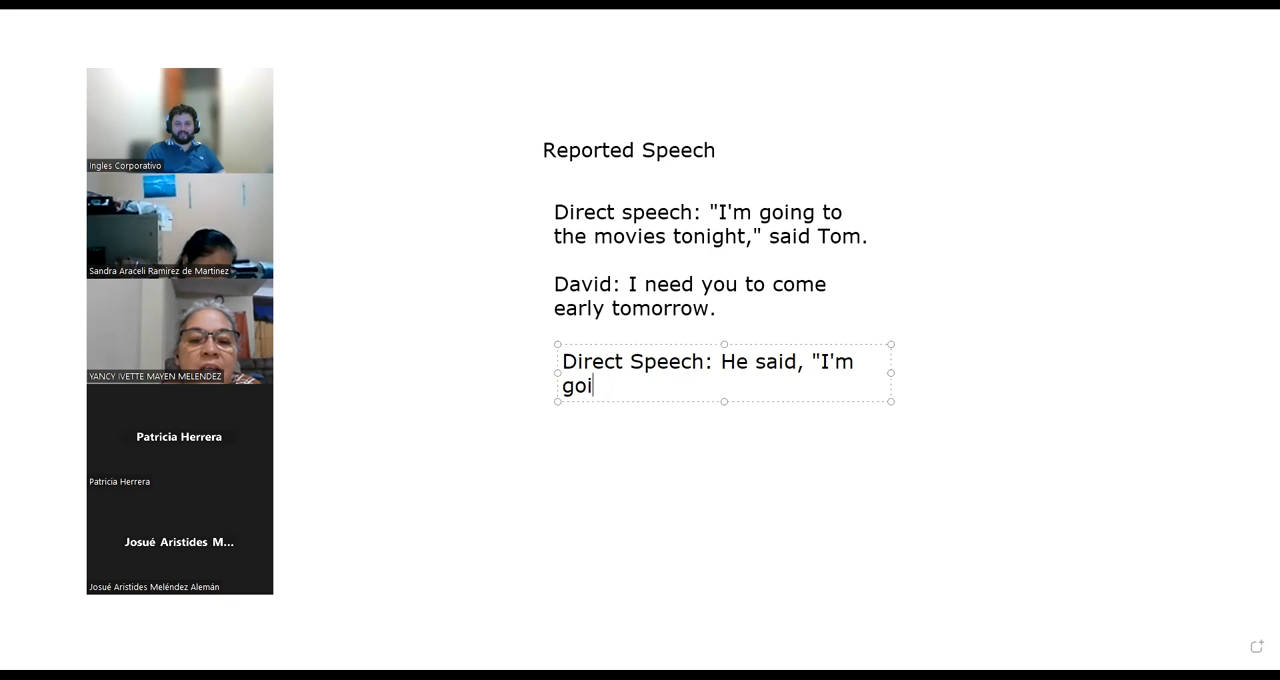 Ingles Corporativo
Sandra Araceli Ramirez de Martinez
YANCY IVETTE MAYEN MELENDEZ
Patricia Herrera
Patricia Herrera
Josué Aristides M...
Josué Aristides Meléndez Alemán
Reported Speech
Direct speech: "I'm going to
the movies tonight," said Tom.
David: I need you to come
early tomorrow.
Direct Speech: He said, "I'm
goi